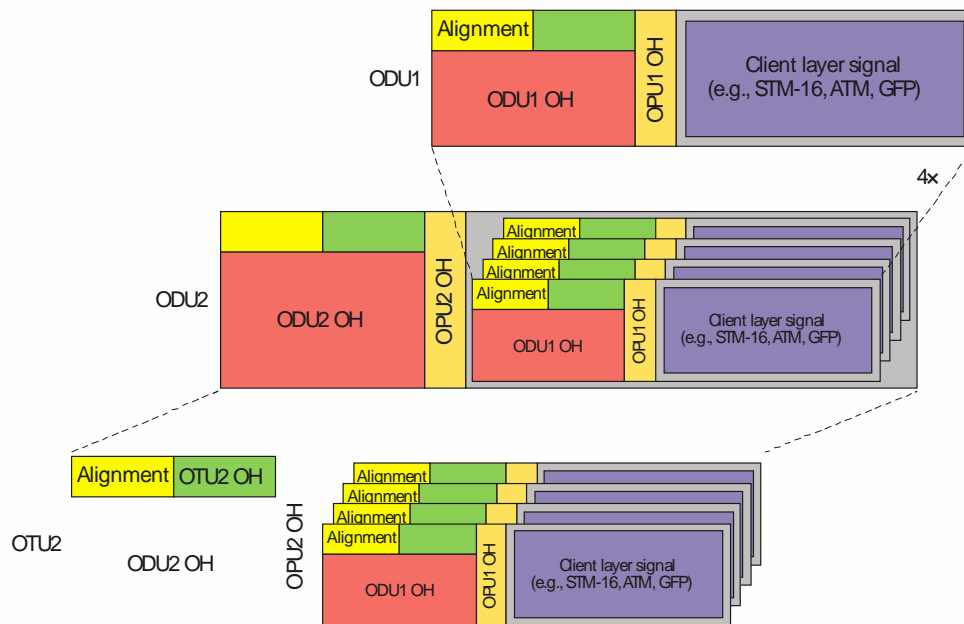 Alignment
ODU1
ODU1 OH
OPU1 OH
Client layer signal
(e.g., STM-16, ATM, GFP)
4×
ODU2
ODU2 OH
OPU2 OH
Alignment
Alignment
Alignment
Alignment
ODU1 OH
OPU1 OH
Client layer signal
(e.g., STM-16, ATM, GFP)
OTU2
Alignment
OTU2 OH
ODU2 OH
OPU2 OH
Alignment
Alignment
Alignment
Alignment
ODU1 OH
OPU1 OH
Client layer signal
(e.g., STM-16, ATM, GFP)